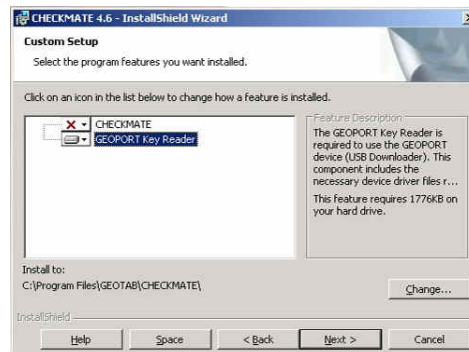 CHECKMATE 4.6 - InstallShield Wizard
Custom Setup
Select the program features you want installed.
Click on an icon in the list below to change how a feature is installed.
CHECKMATE
GEOPORT Key Reader
Feature Description
The GEOPORT Key Reader is
required to use the GEOPORT
device (USB Downloader). This
component includes the
necessary device driver files r...
This feature requires 1776KB on
your hard drive.
Install to:
C:\Program Files\GEOTAB\CHECKMATE\
Change...
InstallShield
Help
Space
< Back
Next >
Cancel